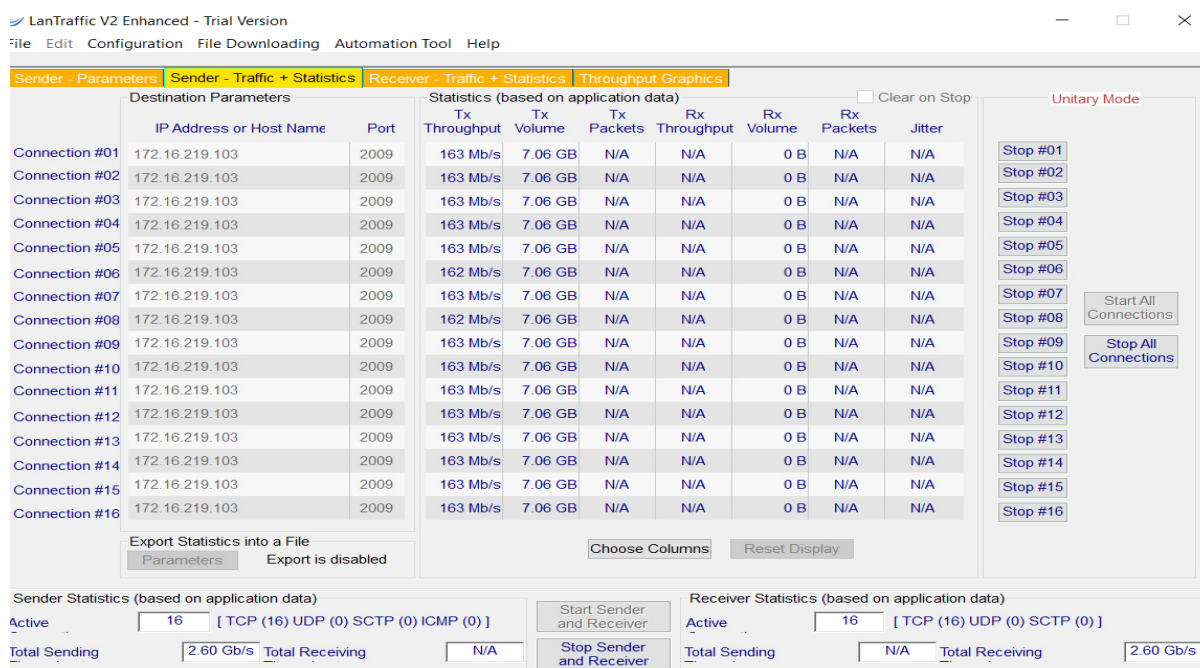 LanTraffic V2 Enhanced - Trial Version
File Edit Configuration File Downloading Automation Tool Help
Sender - Parameters Sender - Traffic + Statistics Receiver - Traffic + Statistics Throughput Graphics
Destination Parameters Statistics (based on application data) Clear on Stop Unitary Mode
Tx Tx Tx Rx Rx Rx
IP Address or Host Name Port Throughput Volume Packets Throughput Volume Packets Jitter
Connection #01 172.16.219.103 2009 163 Mb/s 7.06 GB N/A N/A 0 B N/A N/A Stop #01
Connection #02 172.16.219.103 2009 163 Mb/s 7.06 GB N/A N/A 0 B N/A N/A Stop #02
Connection #03 172.16.219.103 2009 163 Mb/s 7.06 GB N/A N/A 0 B N/A N/A Stop #03
Connection #04 172.16.219.103 2009 163 Mb/s 7.06 GB N/A N/A 0 B N/A N/A Stop #04
Connection #05 172.16.219.103 2009 163 Mb/s 7.06 GB N/A N/A 0 B N/A N/A Stop #05
Connection #06 172.16.219.103 2009 162 Mb/s 7.06 GB N/A N/A 0 B N/A N/A Stop #06
Connection #07 172.16.219.103 2009 163 Mb/s 7.06 GB N/A N/A 0 B N/A N/A Stop #07 Start All
Connection #08 172.16.219.103 2009 162 Mb/s 7.06 GB N/A N/A 0 B N/A N/A Stop #08 Connections
Connection #09 172.16.219.103 2009 163 Mb/s 7.06 GB N/A N/A 0 B N/A N/A Stop #09 Stop All
Connection #10 172.16.219.103 2009 163 Mb/s 7.06 GB N/A N/A 0 B N/A N/A Stop #10 Connections
Connection #11 172.16.219.103 2009 163 Mb/s 7.06 GB N/A N/A 0 B N/A N/A Stop #11
Connection #12 172.16.219.103 2009 163 Mb/s 7.06 GB N/A N/A 0 B N/A N/A Stop #12
Connection #13 172.16.219.103 2009 163 Mb/s 7.06 GB N/A N/A 0 B N/A N/A Stop #13
Connection #14 172.16.219.103 2009 163 Mb/s 7.06 GB N/A N/A 0 B N/A N/A Stop #14
Connection #15 172.16.219.103 2009 163 Mb/s 7.06 GB N/A N/A 0 B N/A N/A Stop #15
Connection #16 172.16.219.103 2009 163 Mb/s 7.06 GB N/A N/A 0 B N/A N/A Stop #16
Export Statistics into a File
Parameters Export is disabled Choose Columns Reset Display
Sender Statistics (based on application data) Receiver Statistics (based on application data)
Active 16 [ TCP (16) UDP (0) SCTP (0) ICMP (0) ] Start Sender and Receiver Active 16 [ TCP (16) UDP (0) SCTP (0) ]
Total Sending 2.60 Gb/s Total Receiving N/A Stop Sender and Receiver Total Sending N/A Total Receiving 2.60 Gb/s